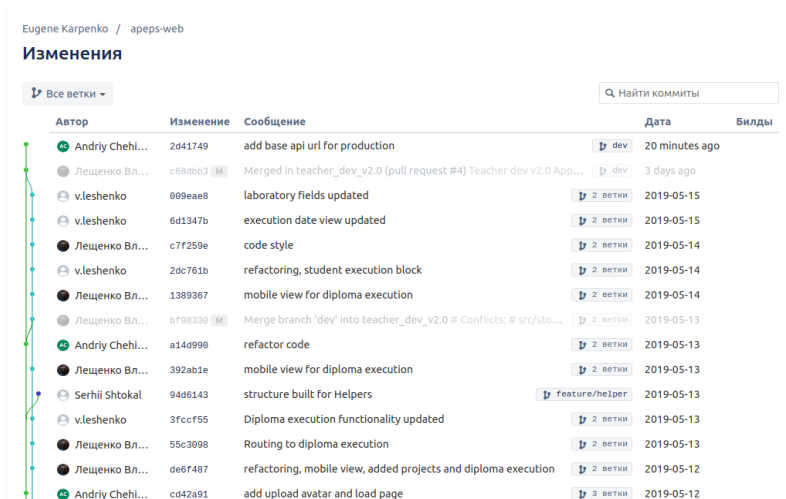 Eugene Karpenko / apeps-web
Изменения
Все ветки
Найти коммиты
Автор Изменение Сообщение Дата Билды
AC Andriy Chehi... 2d41749 add base api url for production dev 20 minutes ago
Лещенко Вл... c68dbb3 M Merged in teacher_dev_v2.0 (pull request #4) Teacher dev v2.0 App... dev 3 days ago
v.leshenko 009eae8 laboratory fields updated 2 ветки 2019-05-15
v.leshenko 6d1347b execution date view updated 2 ветки 2019-05-15
Лещенко Вл... c7f259e code style 2 ветки 2019-05-14
v.leshenko 2dc761b refactoring, student execution block 2 ветки 2019-05-14
Лещенко Вл... 1389367 mobile view for diploma execution 2 ветки 2019-05-14
Лещенко Вл... bf98330 M Merge branch 'dev' into teacher_dev_v2.0 # Conflicts: # src/sto... 2 ветки 2019-05-13
AC Andriy Chehi... a14d990 refactor code 2 ветки 2019-05-13
Лещенко Вл... 392ab1e mobile view for diploma execution 2 ветки 2019-05-13
Serhii Shtokal 94d6143 structure built for Helpers feature/helper 2019-05-13
v.leshenko 3fccf55 Diploma execution functionality updated 2 ветки 2019-05-13
Лещенко Вл... 55c3098 Routing to diploma execution 2 ветки 2019-05-13
Лещенко Вл... de6f487 refactoring, mobile view, added projects and diploma execution 2 ветки 2019-05-12
AC Andriy Chehi... cd42a91 add upload avatar and load page 3 ветки 2019-05-12